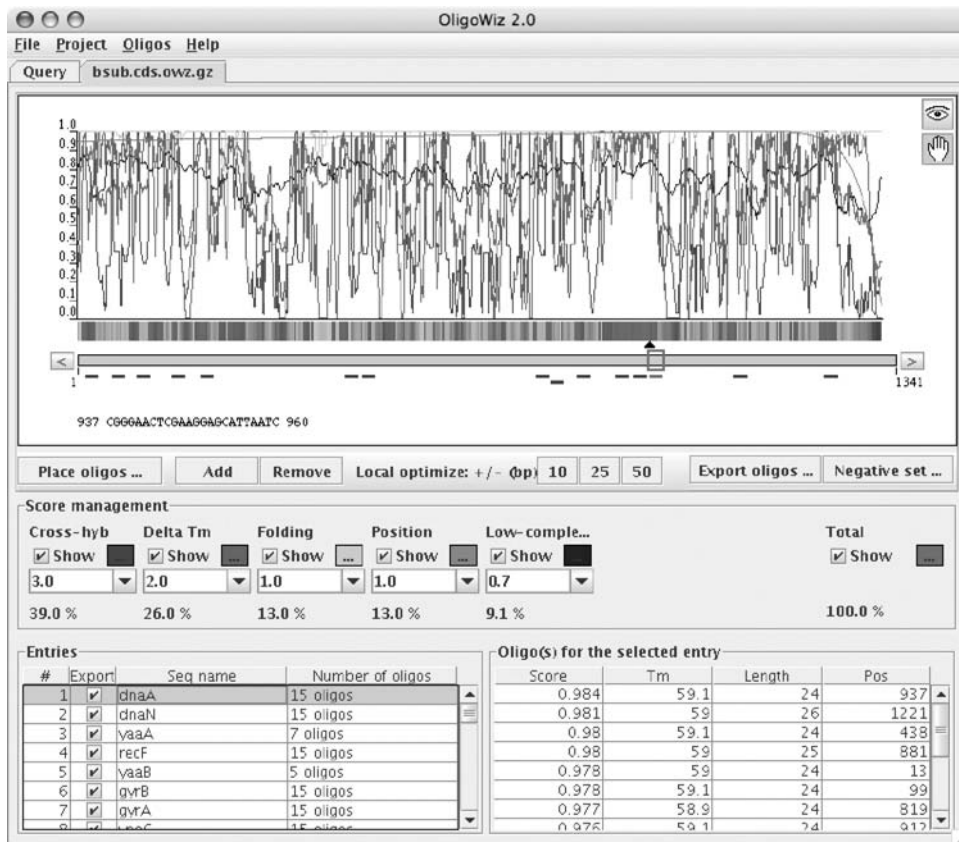 OligoWiz 2.0
File Project Oligos Help
Query bsub.cds.owz.gz
1.0
0.9
0.8
0.7
0.6
0.5
0.4
0.3
0.2
0.1
0.0
< >
1 1341
937 CGGGAACTCGAAGGAGCATTAATC 960
Place oligos ... Add Remove Local optimize: +/- (bp) 10 25 50 Export oligos ... Negative set ...
Score management
Cross-hyb Delta Tm Folding Position Low-comple... Total
Show ... Show ... Show ... Show ... Show ... Show ...
3.0 2.0 1.0 1.0 0.7
39.0 % 26.0 % 13.0 % 13.0 % 9.1 % 100.0 %
Entries Oligo(s) for the selected entry
# Export Seq name Number of oligos Score Tm Length Pos
1 dnaA 15 oligos 0.984 59.1 24 937
2 dnaN 15 oligos 0.981 59 26 1221
3 yaaA 7 oligos 0.98 59.1 24 438
4 recF 15 oligos 0.98 59 25 881
5 yaaB 5 oligos 0.978 59 24 13
6 gyrB 15 oligos 0.978 59.1 24 99
7 gyrA 15 oligos 0.977 58.9 24 819
8 15 oligos 0.976 59.1 24 912